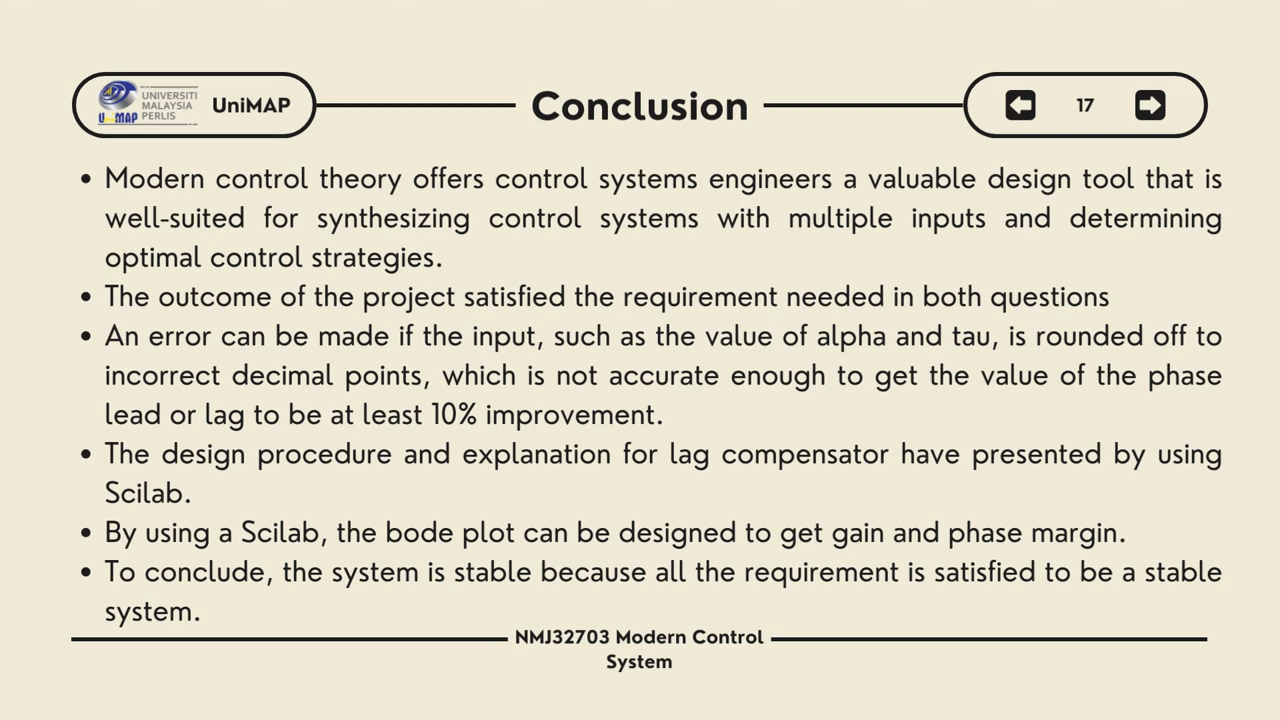 UNIVERSITI
MALAYSIA
PERLIS
UniMAP
UniMAP
Conclusion
17
• Modern control theory offers control systems engineers a valuable design tool that is
well-suited for synthesizing control systems with multiple inputs and determining
optimal control strategies.
• The outcome of the project satisfied the requirement needed in both questions
• An error can be made if the input, such as the value of alpha and tau, is rounded off to
incorrect decimal points, which is not accurate enough to get the value of the phase
lead or lag to be at least 10% improvement.
• The design procedure and explanation for lag compensator have presented by using
Scilab.
• By using a Scilab, the bode plot can be designed to get gain and phase margin.
• To conclude, the system is stable because all the requirement is satisfied to be a stable
system.
NMJ32703 Modern Control
System